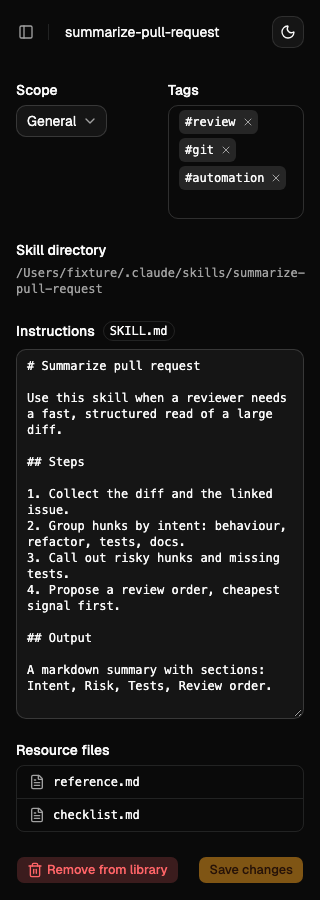 summarize-pull-request
Scope
Tags
General
#review
#git
#automation
Skill directory
/Users/fixture/.claude/skills/summarize-
pull-request
Instructions SKILL.md
# Summarize pull request
Use this skill when a reviewer needs
a fast, structured read of a large
diff.
## Steps
1. Collect the diff and the linked
issue.
2. Group hunks by intent: behaviour,
refactor, tests, docs.
3. Call out risky hunks and missing
tests.
4. Propose a review order, cheapest
signal first.
## Output
A markdown summary with sections:
Intent, Risk, Tests, Review order.
Resource files
reference.md
checklist.md
Remove from library
Save changes